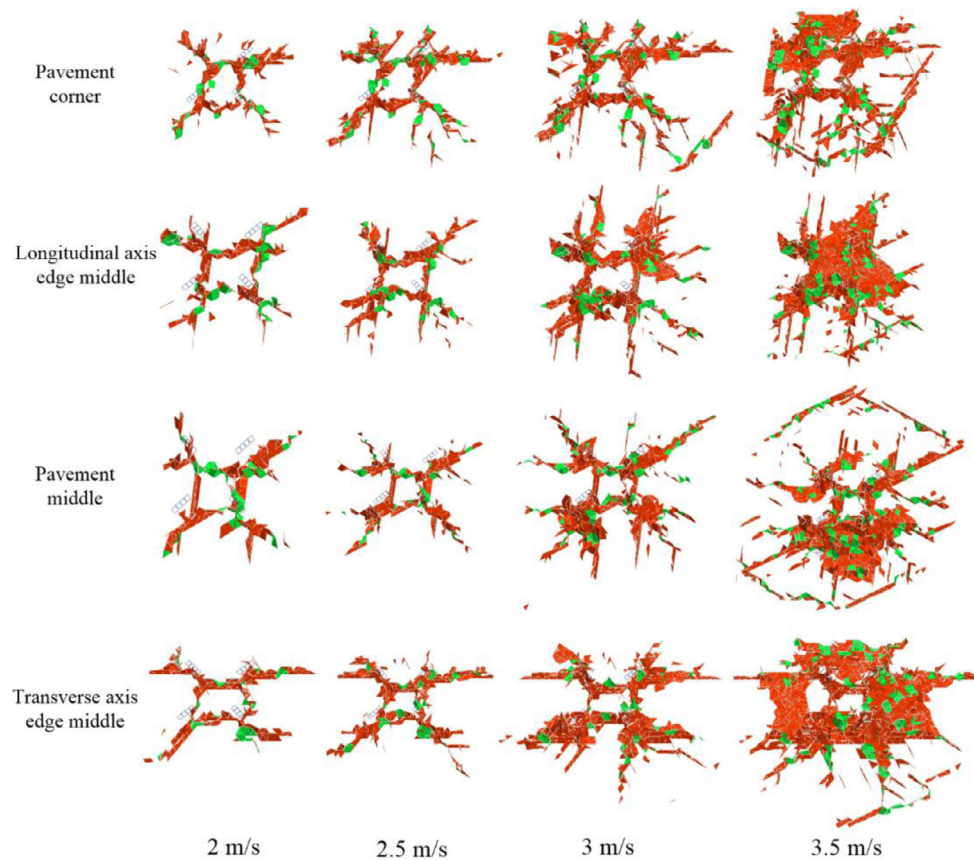 Pavement
corner
Longitudinal axis
edge middle
Pavement
middle
Transverse axis
edge middle
2 m/s
2.5 m/s
3 m/s
3.5 m/s